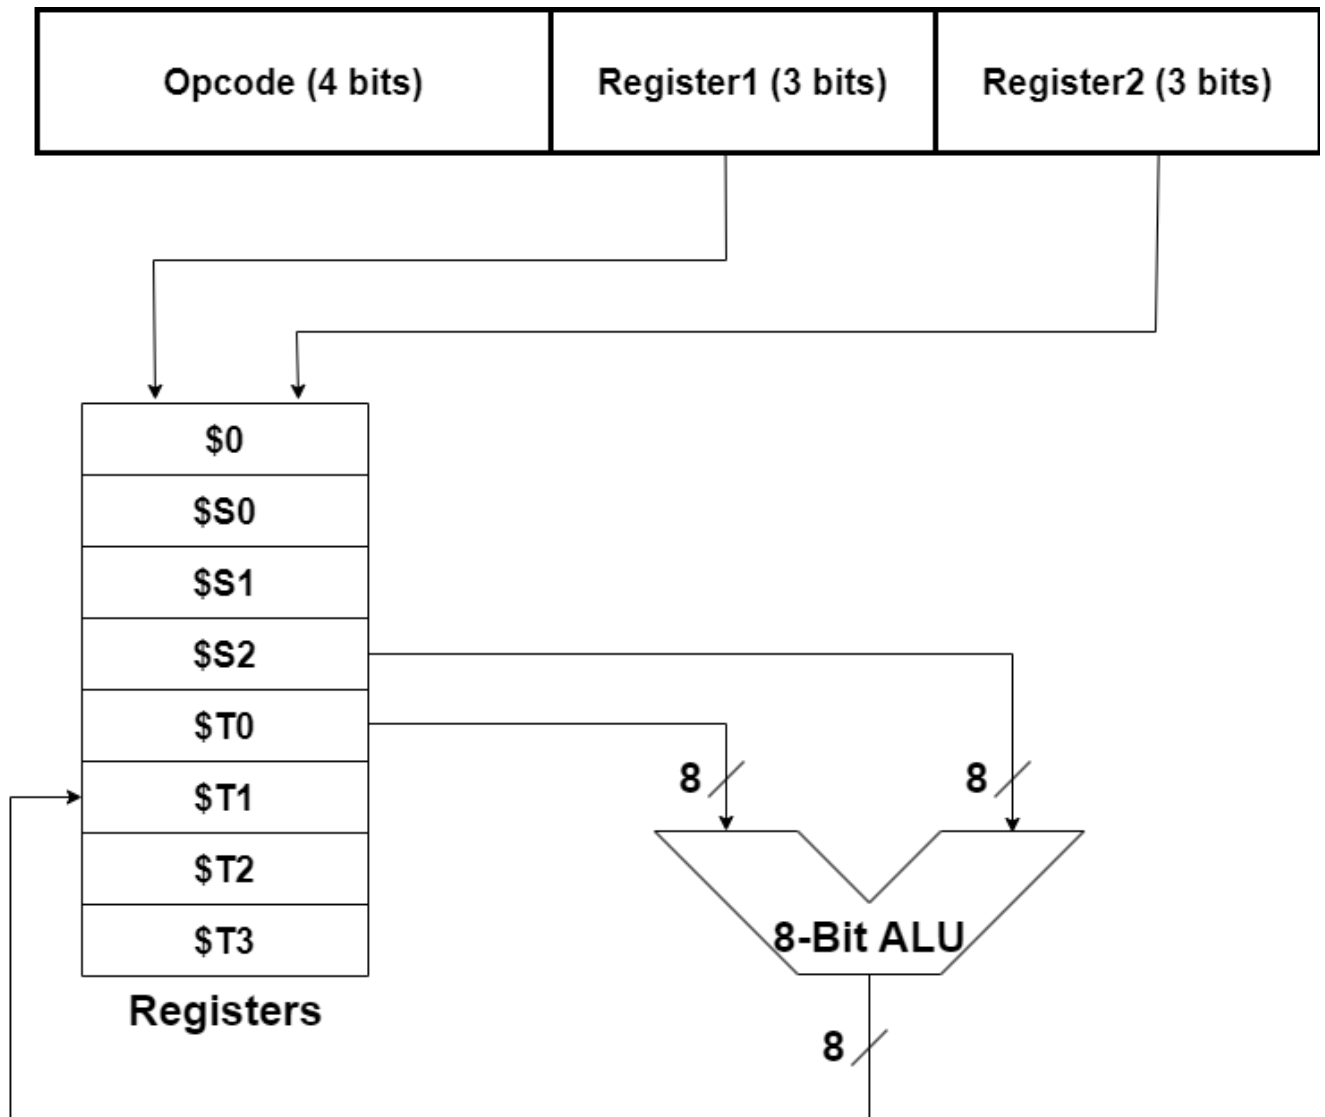 Opcode (4 bits)
Register1 (3 bits)
Register2 (3 bits)
$0
$S0
$S1
$S2
$T0
$T1
$T2
$T3
Registers
8
8
8-Bit ALU
8